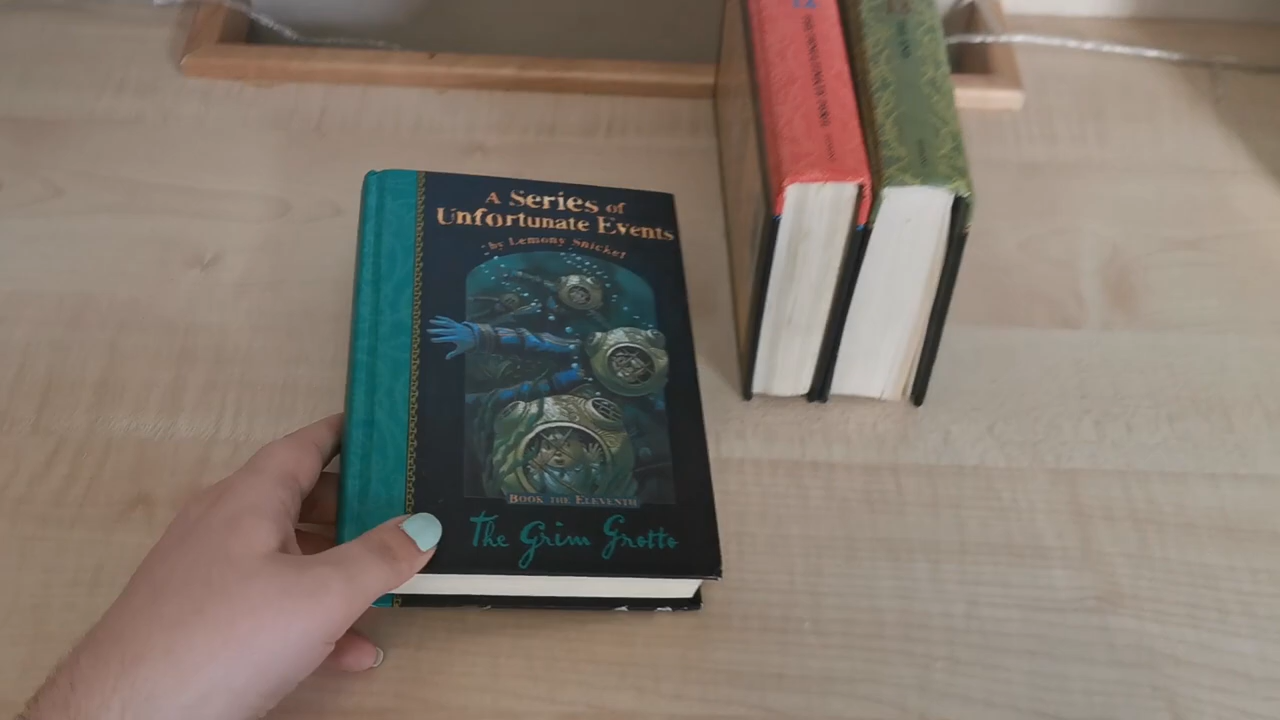 A Series of
Unfortunate Events
by Lemony Snicket
Book the Eleventh
The Grim Grotto